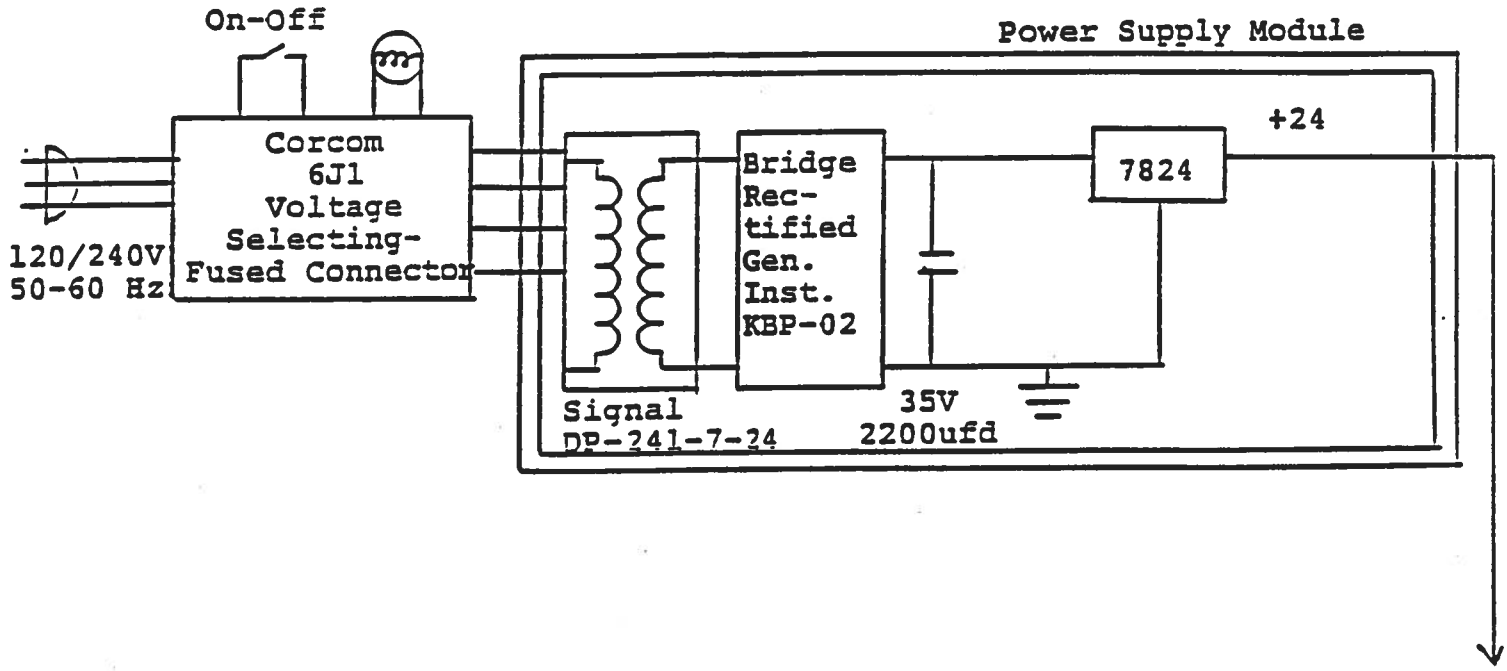 On-Off
Power Supply Module
Corcom
6J1
Voltage
Selecting-
Fused Connector
120/240V
50-60 Hz
Bridge
Rec-
tified
Gen.
Inst.
KBP-02
7824
+24
Signal
DP-241-7-24
35V
2200ufd